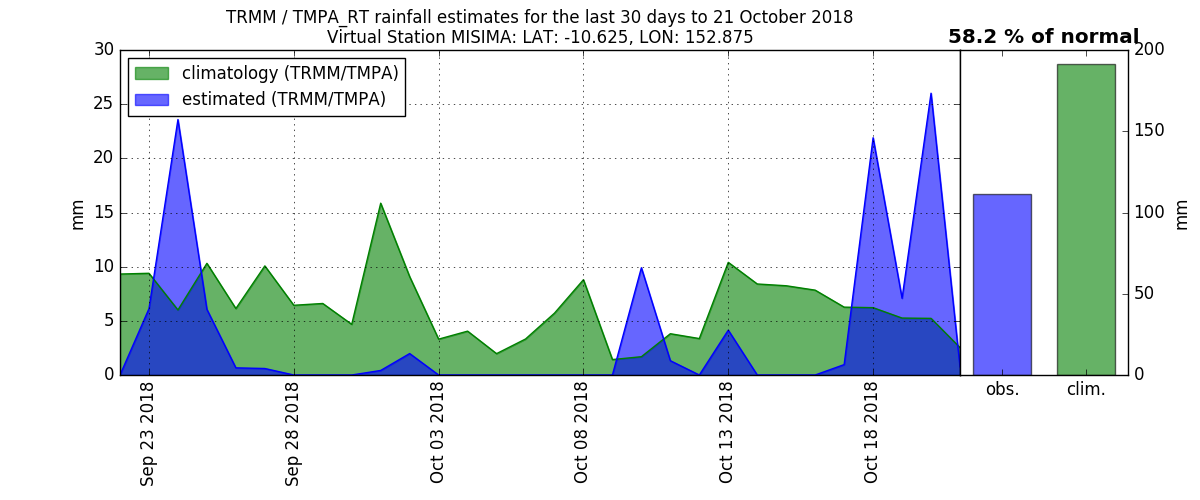 TRMM / TMPA_RT rainfall estimates for the last 30 days to 21 October 2018
Virtual Station MISIMA: LAT: -10.625, LON: 152.875
58.2 % of normal
climatology (TRMM/TMPA)
estimated (TRMM/TMPA)
30
25
20
15
10
5
0
mm
Sep 23 2018
Sep 28 2018
Oct 03 2018
Oct 08 2018
Oct 13 2018
Oct 18 2018
200
150
100
50
0
mm
obs.
clim.